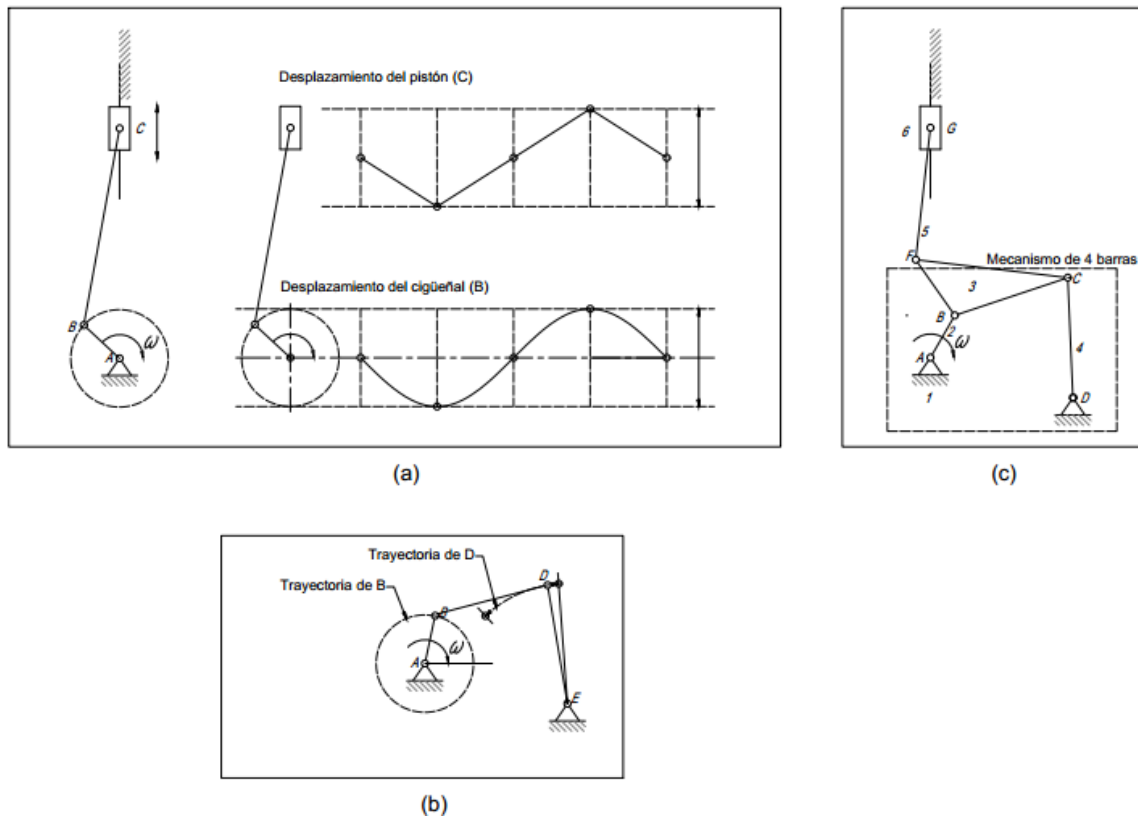 Desplazamiento del pistón (C)
C
Desplazamiento del cigüeñal (B)
B
ω
A
ω
(a)
6
G
5
F
Mecanismo de 4 barras
3
C
B
2
ω
A
4
D
1
(c)
Trayectoria de D
Trayectoria de B
D
B
ω
A
E
(b)